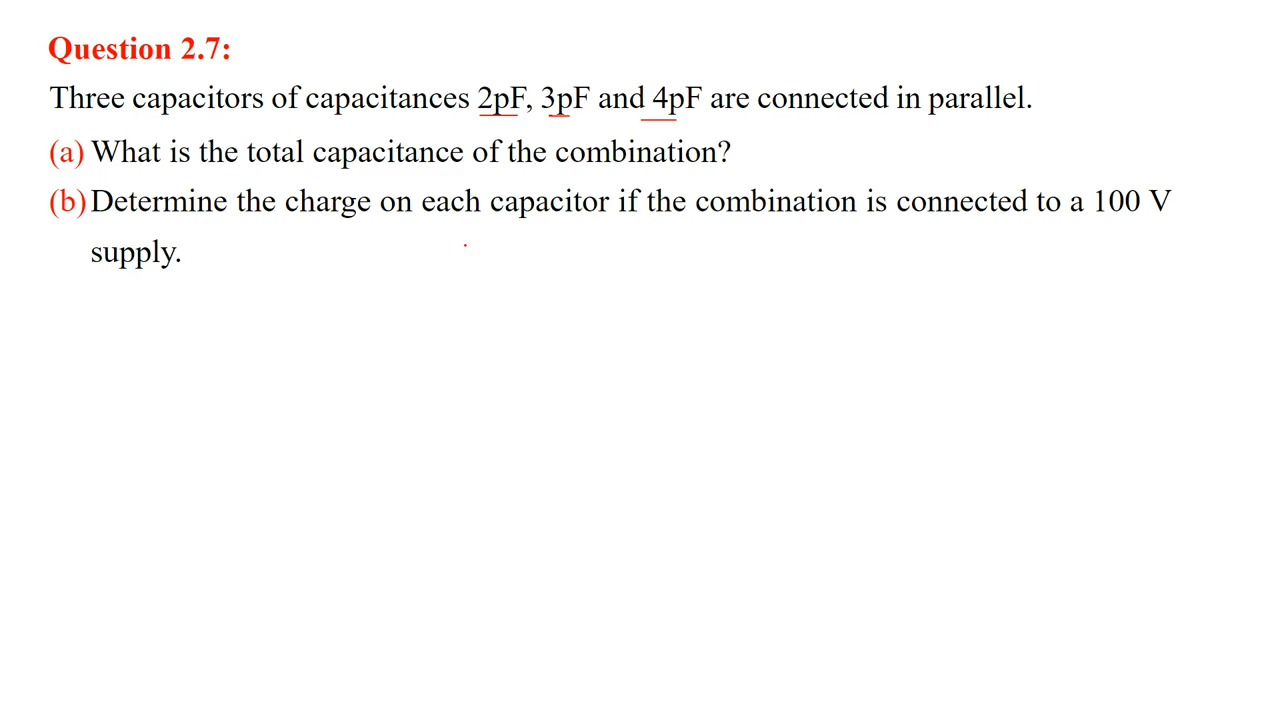 Question 2.7:
Three capacitors of capacitances 2pF, 3pF and 4pF are connected in parallel.
(a) What is the total capacitance of the combination?
(b) Determine the charge on each capacitor if the combination is connected to a 100 V
supply.